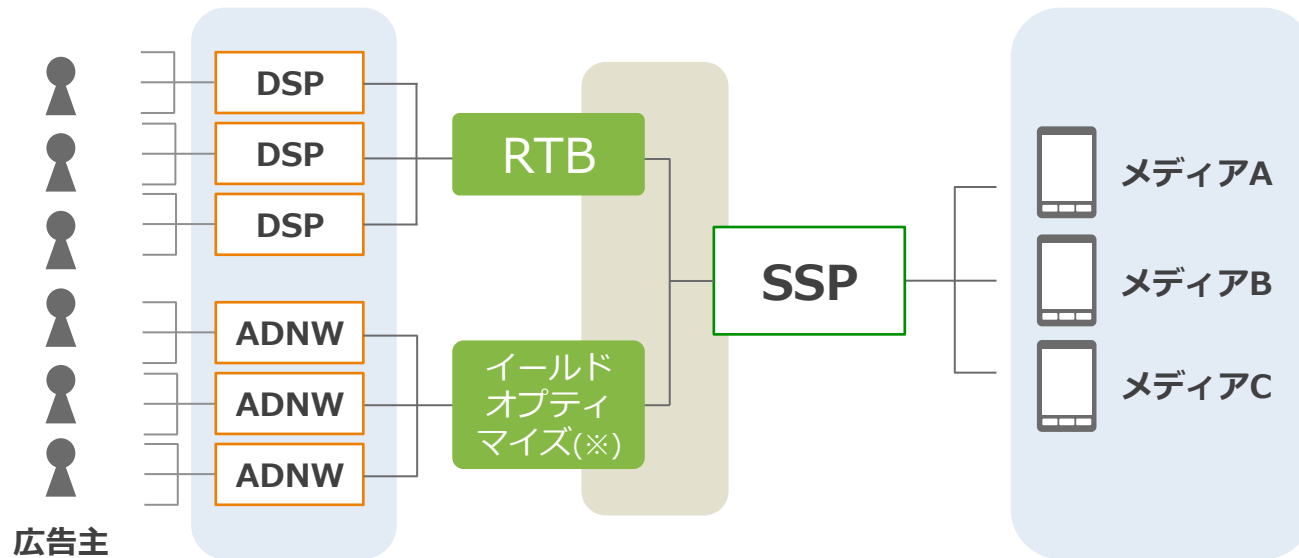 DSP
DSP
DSP
ADNW
ADNW
ADNW
広告主
RTB
イールド
オプティ
マイズ(※)
SSP
メディアA
メディアB
メディアC